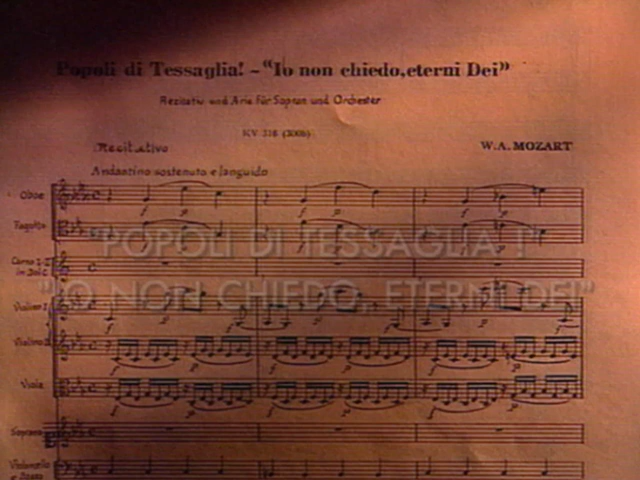 Popoli di Tessaglia! – "Io non chiedo, eterni Dei"
Rezitativ und Arie für Sopran und Orchester
KV 316 (300b)
Recitativo
W. A. MOZART
Andantino sostenuto e languido
Oboe
f p f p f p
Fagotto
f p f p f p
"POPOLI DI TESSAGLIA !"
Corno I-II
"IO NON CHIEDO, ETERNI DEI"
Violino I
Violino II
Viola
Soprano
Violoncello